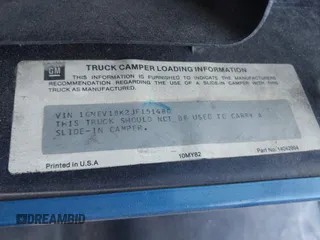 GM
TRUCK CAMPER LOADING INFORMATION
THIS INFORMATION IS FURNISHED TO INDICATE THE MANUFACTURER'S
RECOMMENDATION REGARDING THE USE OF A SLIDE-IN CAMPER WITH THIS
TRUCK AS MANUFACTURED.
VIN
THIS TRUCK SHOULD NOT BE USED TO CARRY A
SLIDE-IN CAMPER.
Printed in U.S.A
10MY82
DREAMBID